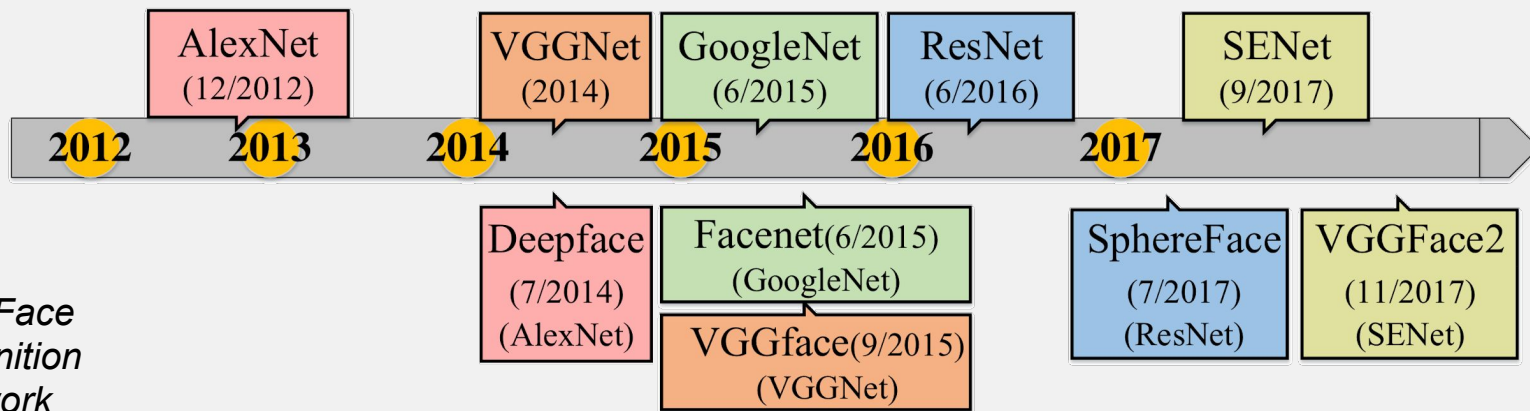 AlexNet
(12/2012)
VGGNet
(2014)
GoogleNet
(6/2015)
ResNet
(6/2016)
SENet
(9/2017)
2012 2013 2014 2015 2016 2017
Deepface
(7/2014)
(AlexNet)
Facenet(6/2015)
(GoogleNet)
VGGface(9/2015)
(VGGNet)
SphereFace
(7/2017)
(ResNet)
VGGFace2
(11/2017)
(SENet)
Face
nition
work